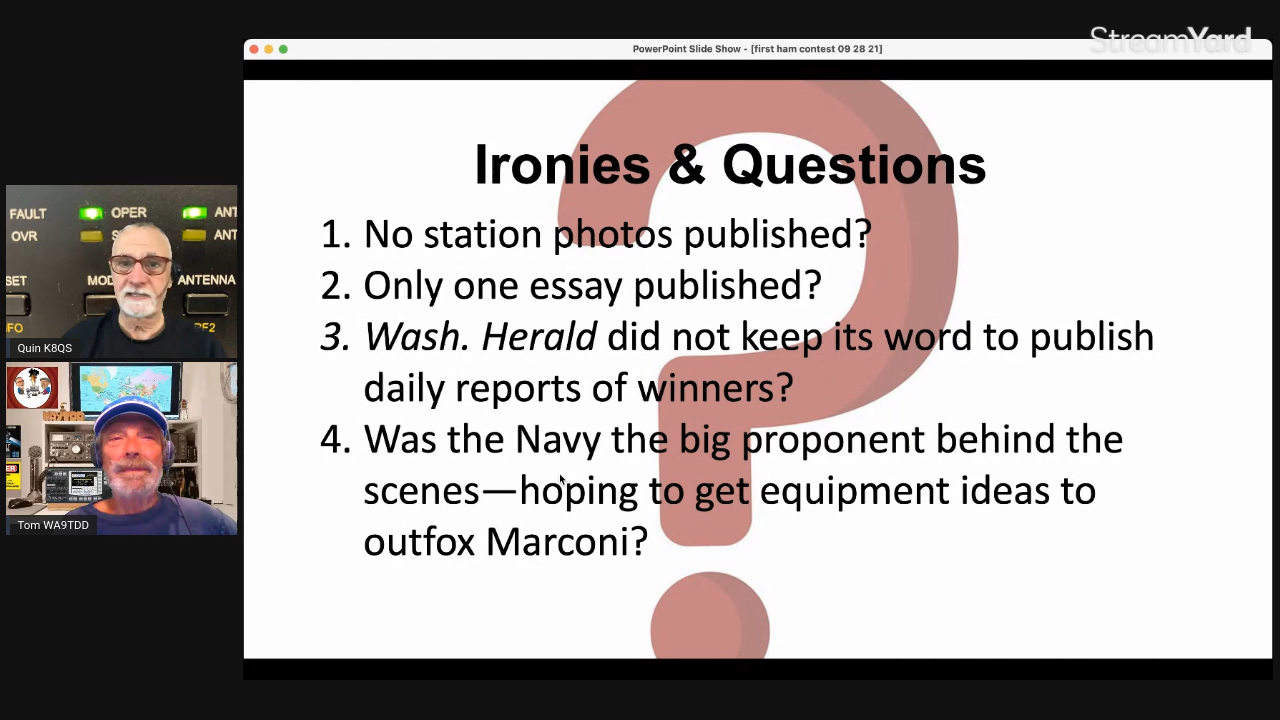 StreamYard
PowerPoint Slide Show - [first ham contest 09 28 21]
Ironies & Questions
1. No station photos published?
2. Only one essay published?
3. Wash. Herald did not keep its word to publish
daily reports of winners?
4. Was the Navy the big proponent behind the
scenes—hoping to get equipment ideas to
outfox Marconi?
FAULT
OPER
ANT
OVR
ANT
SET
ANTENNA
Quin K8QS
Tom WA9TDD